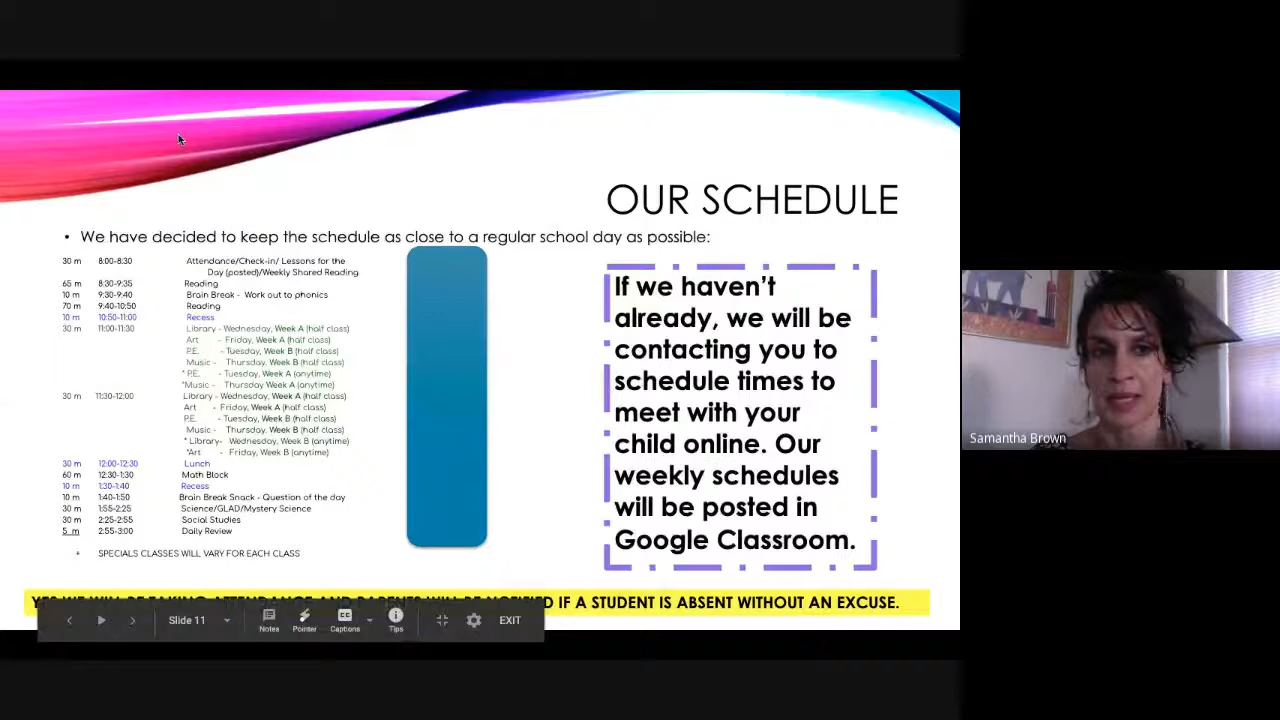 OUR SCHEDULE
• We have decided to keep the schedule as close to a regular school day as possible:
30 m 8:00-8:30 Attendance/Check-in/ Lessons for the
Day (posted)/Weekly Shared Reading
65 m 8:30-9:35 Reading
10 m 9:30-9:40 Brain Break - Work out to phonics
70 m 9:40-10:50 Reading
10 m 10:50-11:00 Recess
30 m 11:00-11:30 Library - Wednesday, Week A (half class)
Art - Friday, Week A (half class)
P.E. - Tuesday, Week B (half class)
Music - Thursday, Week B (half class)
* P.E. - Tuesday, Week A (anytime)
*Music - Thursday Week A (anytime)
30 m 11:30-12:00 Library - Wednesday, Week A (half class)
Art - Friday, Week A (half class)
P.E. - Tuesday, Week B (half class)
Music - Thursday, Week B (half class)
* Library- Wednesday, Week B (anytime)
*Art - Friday, Week B (anytime)
30 m 12:00-12:30 Lunch
60 m 12:30-1:30 Math Block
10 m 1:30-1:40 Recess
10 m 1:40-1:50 Brain Break Snack - Question of the day
30 m 1:55-2:25 Science/GLAD/Mystery Science
30 m 2:25-2:55 Social Studies
5 m 2:55-3:00 Daily Review
+ SPECIALS CLASSES WILL VARY FOR EACH CLASS
If we haven't
already, we will be
contacting you to
schedule times to
meet with your
child online. Our
weekly schedules
will be posted in
Google Classroom.
YES WE WILL BE TAKING ATTENDANCE AND PARENTS WILL BE NOTIFIED IF A STUDENT IS ABSENT WITHOUT AN EXCUSE.
Slide 11
Notes
Pointer
Captions
Tips
EXIT
Samantha Brown